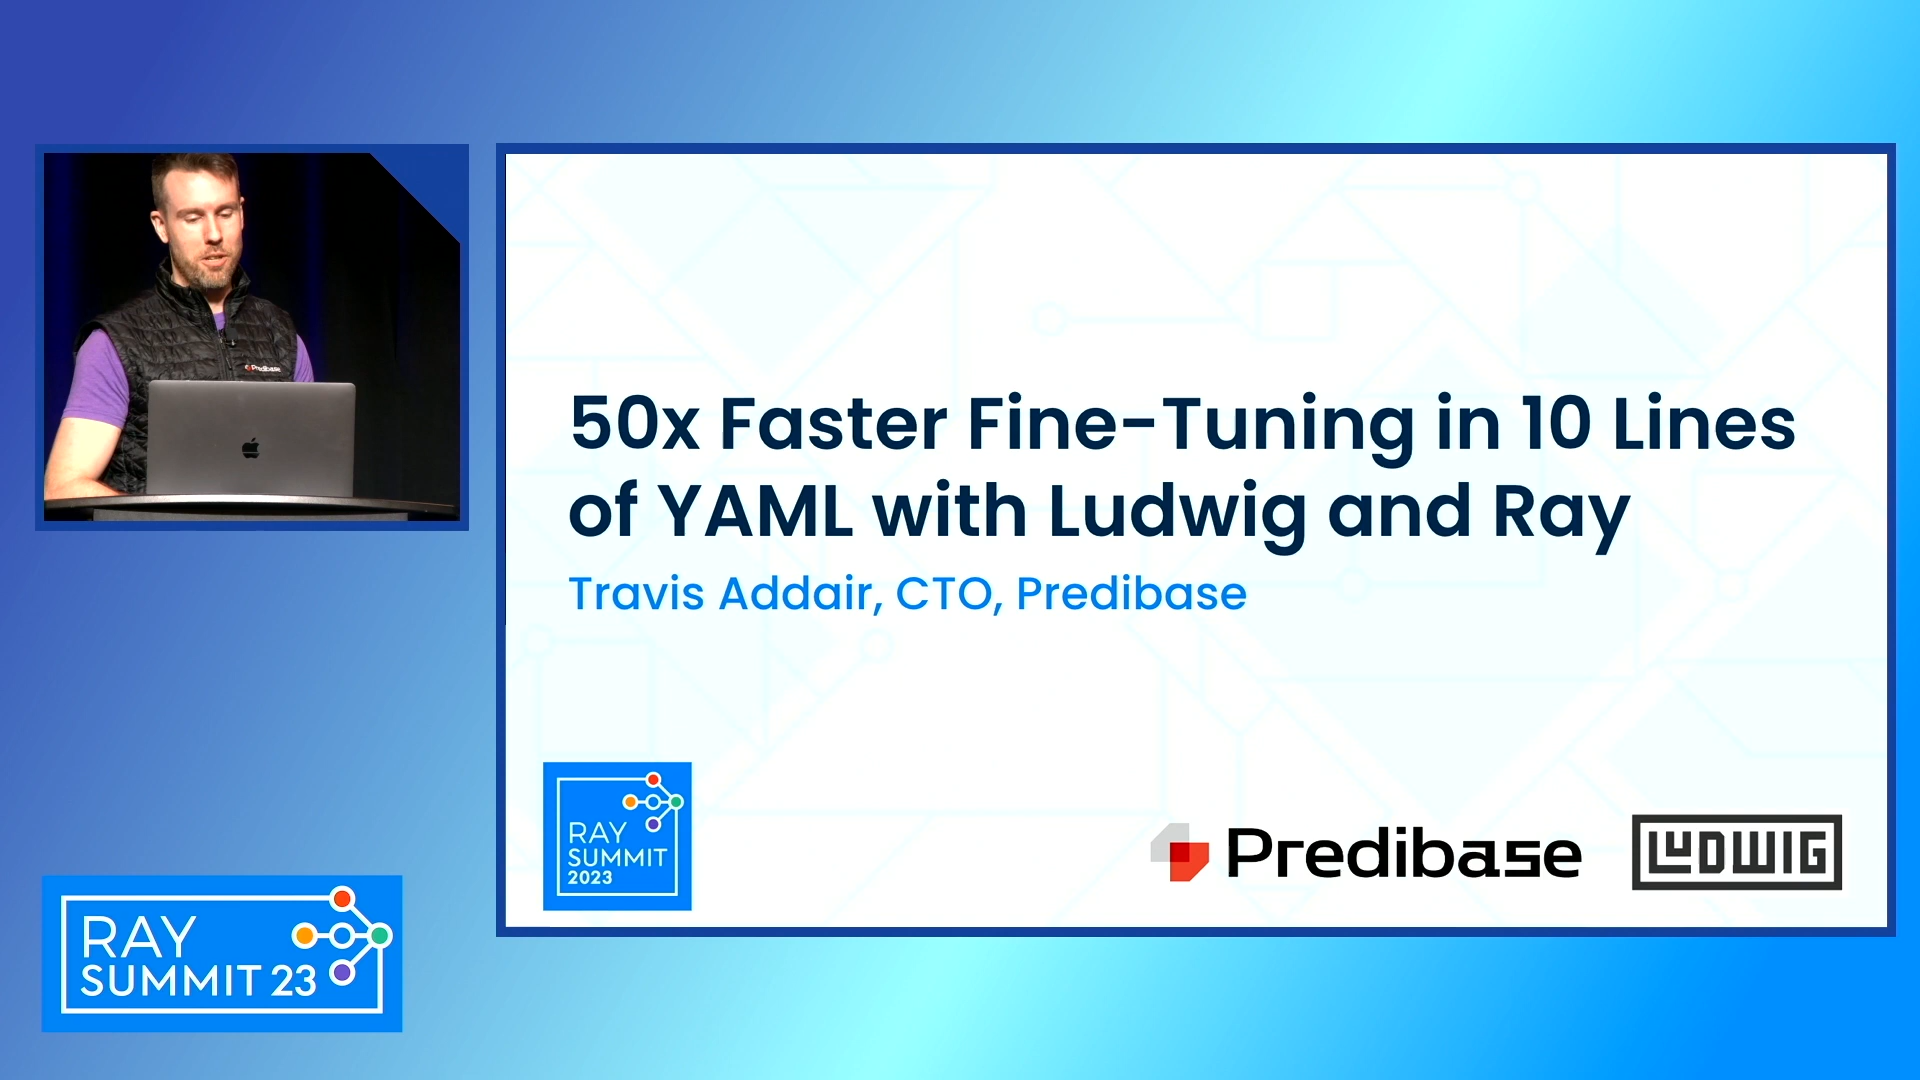 Predibase
50x Faster Fine-Tuning in 10 Lines
of YAML with Ludwig and Ray
Travis Addair, CTO, Predibase
RAY
SUMMIT
2023
Predibase
LUDWIG
RAY
SUMMIT 23